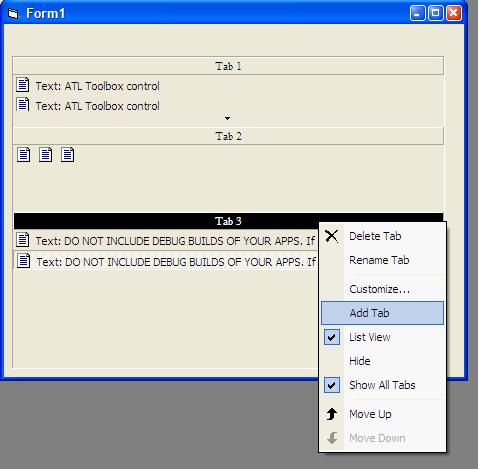 Form1
Tab 1
Text: ATL Toolbox control
Text: ATL Toolbox control
Tab 2
Tab 3
Text: DO NOT INCLUDE DEBUG BUILDS OF YOUR APPS. If
Text: DO NOT INCLUDE DEBUG BUILDS OF YOUR APPS. If
Delete Tab
Rename Tab
Customize...
Add Tab
List View
Hide
Show All Tabs
Move Up
Move Down